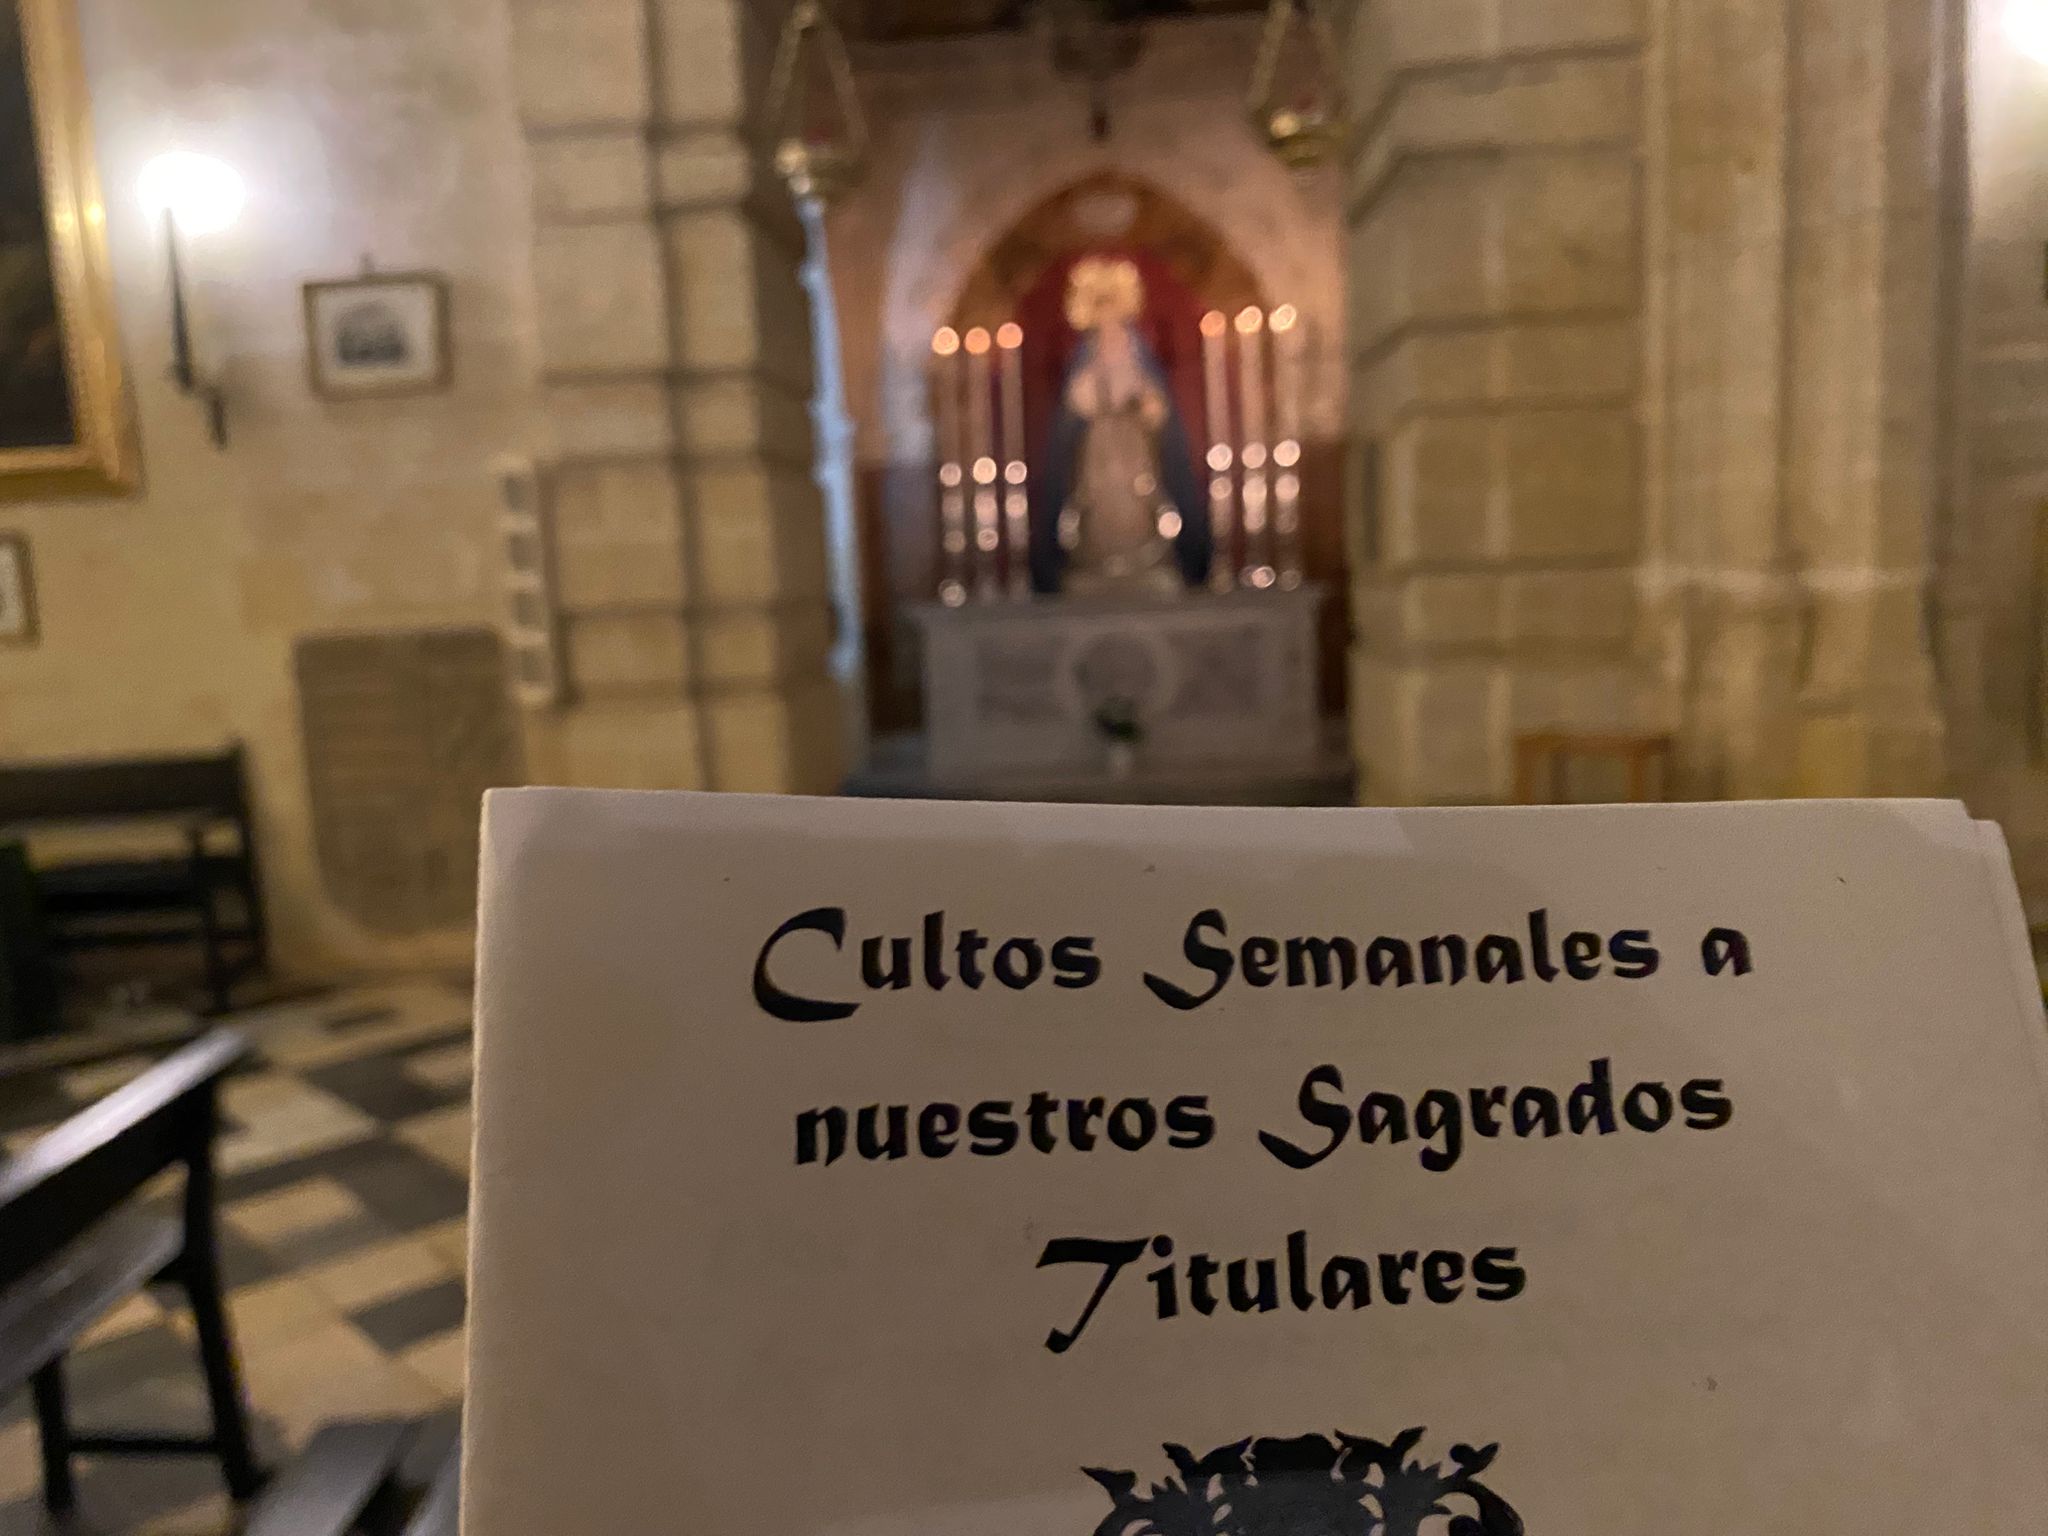 Cultos Semanales a
nuestros Sagrados
Titulares